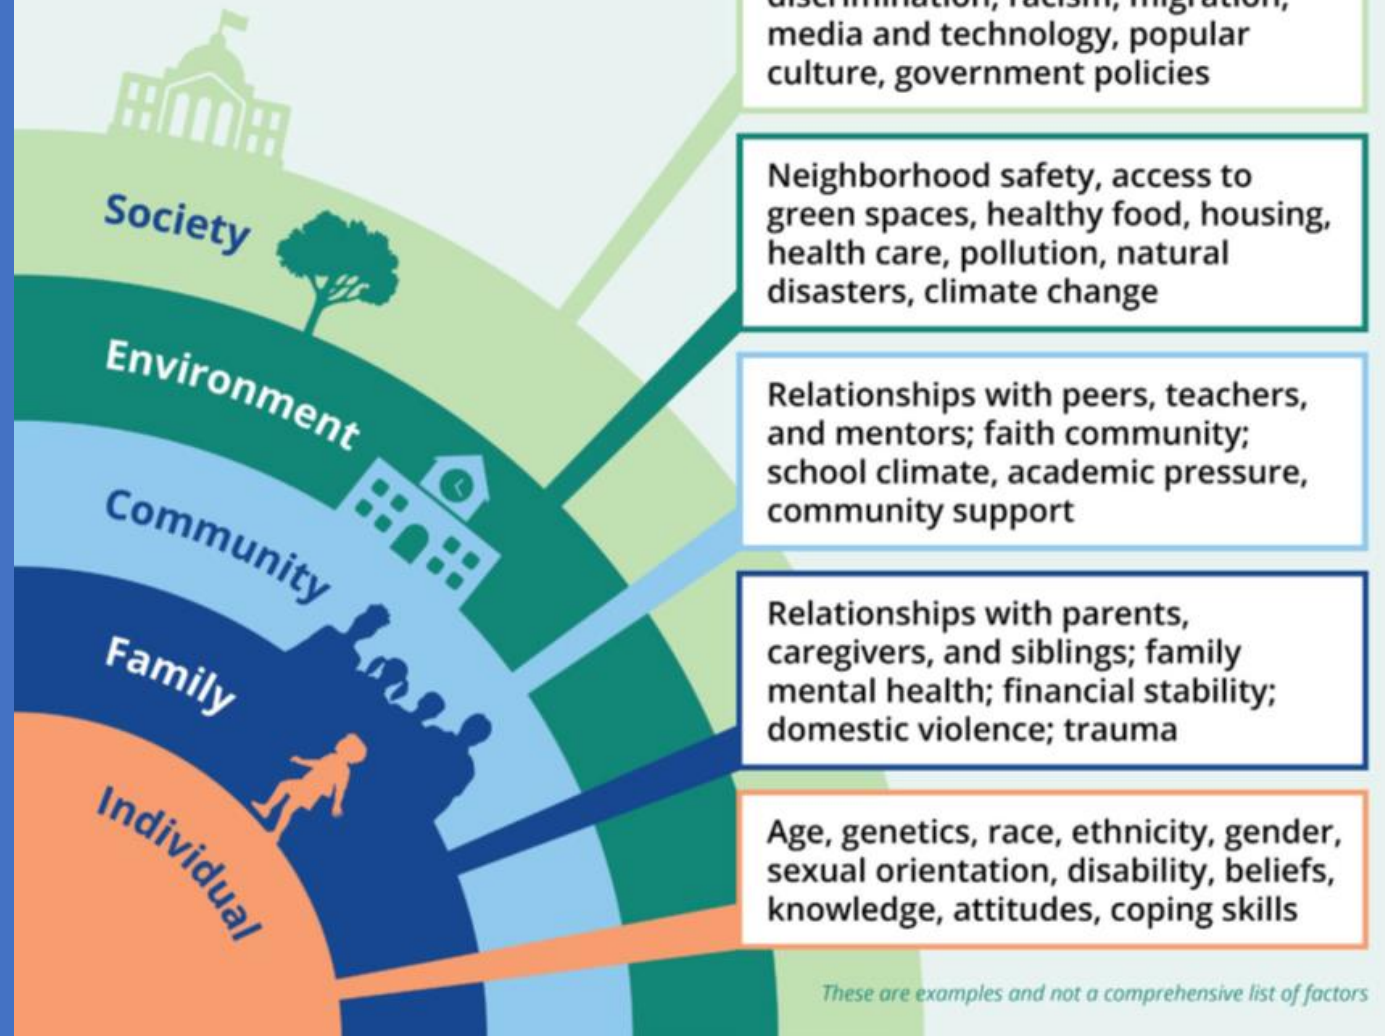 discrimination, racism, migration,
media and technology, popular
culture, government policies
Society
Neighborhood safety, access to
green spaces, healthy food, housing,
health care, pollution, natural
disasters, climate change
Environment
Relationships with peers, teachers,
and mentors; faith community;
school climate, academic pressure,
community support
Community
Relationships with parents,
caregivers, and siblings; family
mental health; financial stability;
domestic violence; trauma
Family
Age, genetics, race, ethnicity, gender,
sexual orientation, disability, beliefs,
knowledge, attitudes, coping skills
Individual
These are examples and not a comprehensive list of factors